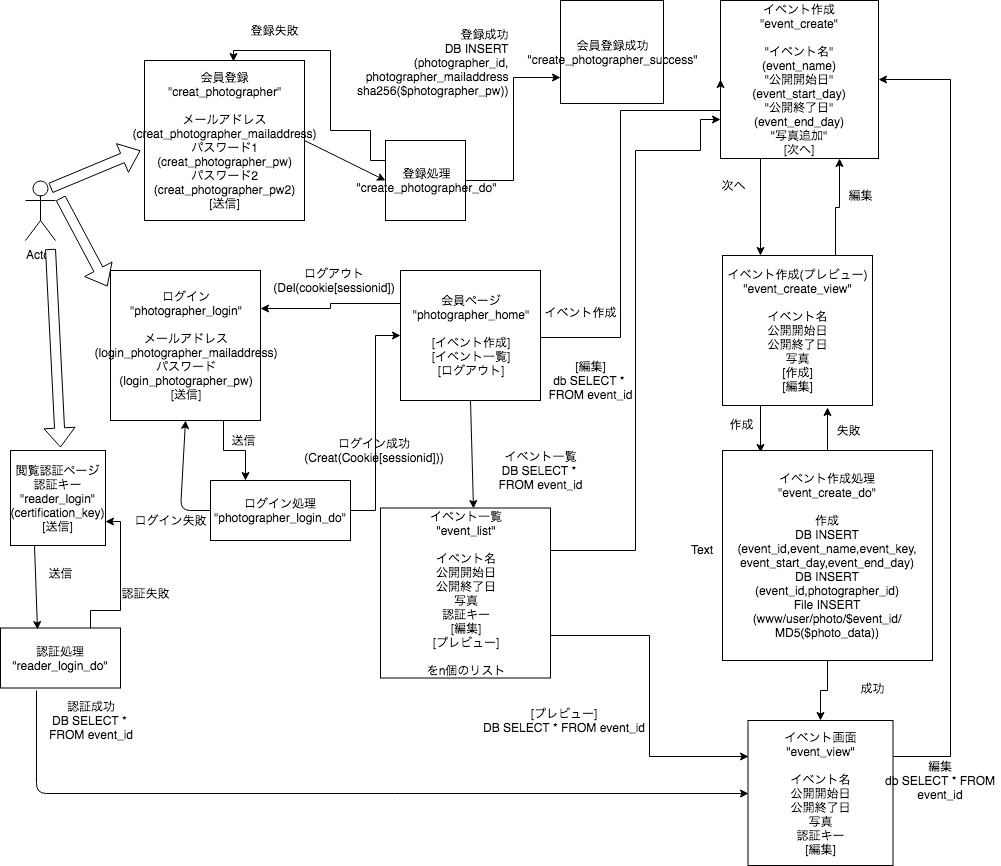 登録失敗
登録成功
DB INSERT
(photographer_id,
photographer_mailaddress
sha256($photographer_pw))
会員登録成功
"create_photographer_success"
会員登録
"creat_photographer"
メールアドレス
(creat_photographer_mailaddress)
パスワード1
(creat_photographer_pw)
パスワード2
(creat_photographer_pw2)
[送信]
登録処理
"create_photographer_do"
イベント作成
"event_create"
"イベント名"
(event_name)
"公開開始日"
(event_start_day)
"公開終了日"
(event_end_day)
"写真追加"
[次へ]
次へ
編集
ログイン
"photographer_login"
メールアドレス
(login_photographer_mailaddress)
パスワード
(login_photographer_pw)
[送信]
ログアウト
(Del(cookie[sessionid])
会員ページ
"photographer_home"
[イベント作成]
[イベント一覧]
[ログアウト]
イベント作成
[編集]
db SELECT *
FROM event_id
イベント作成(プレビュー)
"event_create_view"
イベント名
公開開始日
公開終了日
写真
[作成]
[編集]
作成
失敗
送信
ログイン成功
(Creat(Cookie[sessionid]))
イベント一覧
DB SELECT *
FROM event_id
閲覧認証ページ
認証キー
"reader_login"
(certification_key)
[送信]
ログイン失敗
ログイン処理
"photographer_login_do"
イベント一覧
"event_list"
イベント名
公開開始日
公開終了日
写真
認証キー
[編集]
[プレビュー]
をn個のリスト
Text
イベント作成処理
"event_create_do"
作成
DB INSERT
(event_id,event_name,event_key,
event_start_day,event_end_day)
DB INSERT
(event_id,photographer_id)
File INSERT
(www/user/photo/$event_id/
MD5($photo_data))
送信
認証失敗
認証処理
"reader_login_do"
認証成功
DB SELECT *
FROM event_id
[プレビュー]
DB SELECT * FROM event_id
成功
イベント画面
"event_view"
イベント名
公開開始日
公開終了日
写真
認証キー
[編集]
編集
db SELECT * FROM
event_id